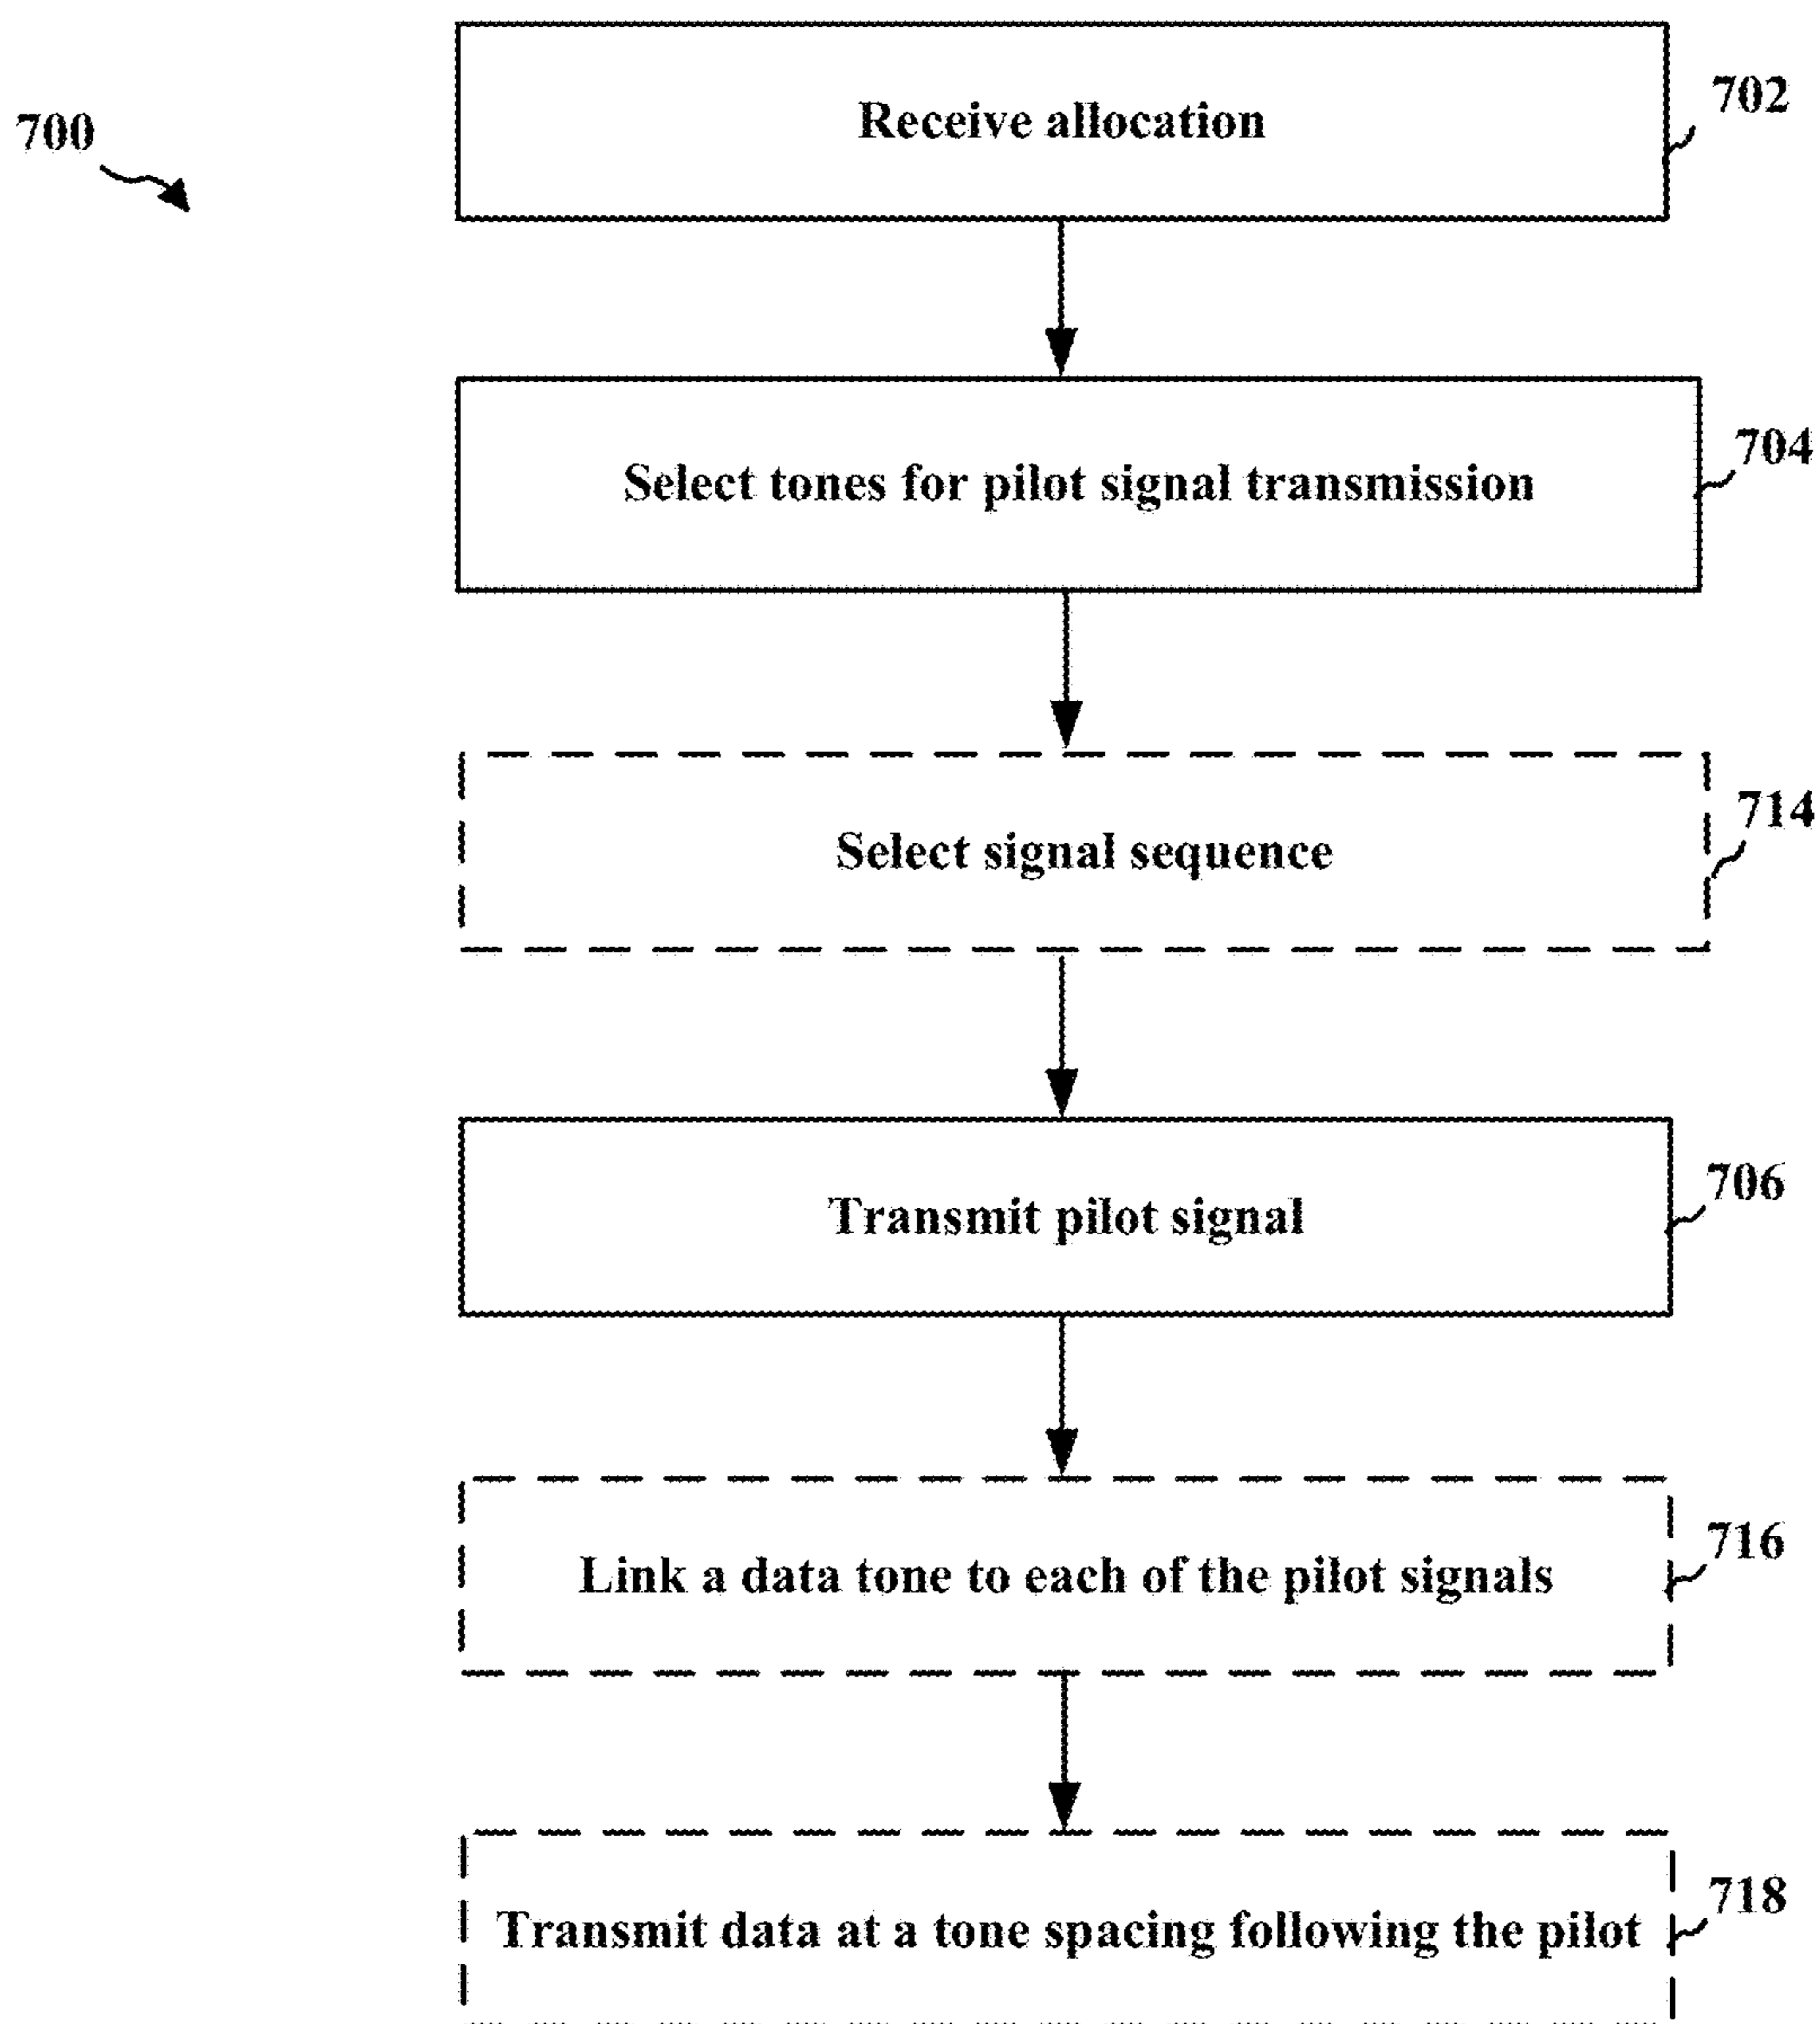 700
Receive allocation
702
Select tones for pilot signal transmission
704
Select signal sequence
714
Transmit pilot signal
706
Link a data tone to each of the pilot signals
716
Transmit data at a tone spacing following the pilot
718